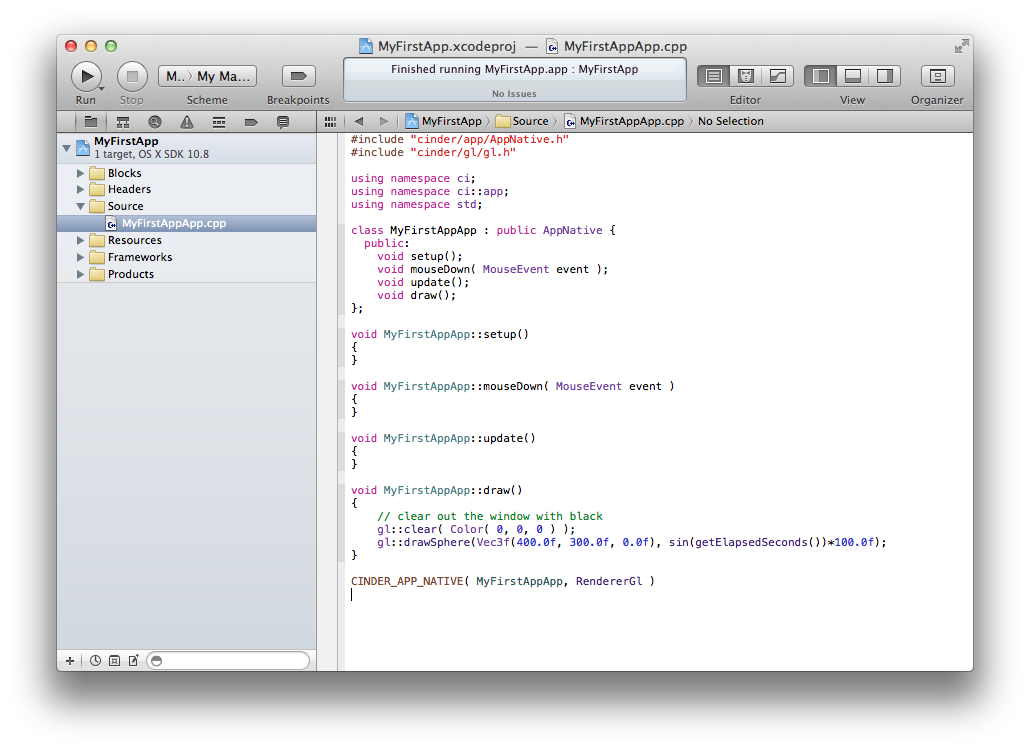 MyFirstApp.xcodeproj — MyFirstAppApp.cpp
Run
Stop
M.. 〉 My Ma...
Scheme
Breakpoints
Finished running MyFirstApp.app : MyFirstApp
No Issues
Editor
View
Organizer
MyFirstApp 〉 Source 〉 MyFirstAppApp.cpp 〉 No Selection
MyFirstApp
1 target, OS X SDK 10.8
Blocks
Headers
Source
MyFirstAppApp.cpp
Resources
Frameworks
Products
#include "cinder/app/AppNative.h"
#include "cinder/gl/gl.h"
using namespace ci;
using namespace ci::app;
using namespace std;
class MyFirstAppApp : public AppNative {
public:
void setup();
void mouseDown( MouseEvent event );
void update();
void draw();
};
void MyFirstAppApp::setup()
{
}
void MyFirstAppApp::mouseDown( MouseEvent event )
{
}
void MyFirstAppApp::update()
{
}
void MyFirstAppApp::draw()
{
// clear out the window with black
gl::clear( Color( 0, 0, 0 ) );
gl::drawSphere(Vec3f(400.0f, 300.0f, 0.0f), sin(getElapsedSeconds())*100.0f);
}
CINDER_APP_NATIVE( MyFirstAppApp, RendererGl )